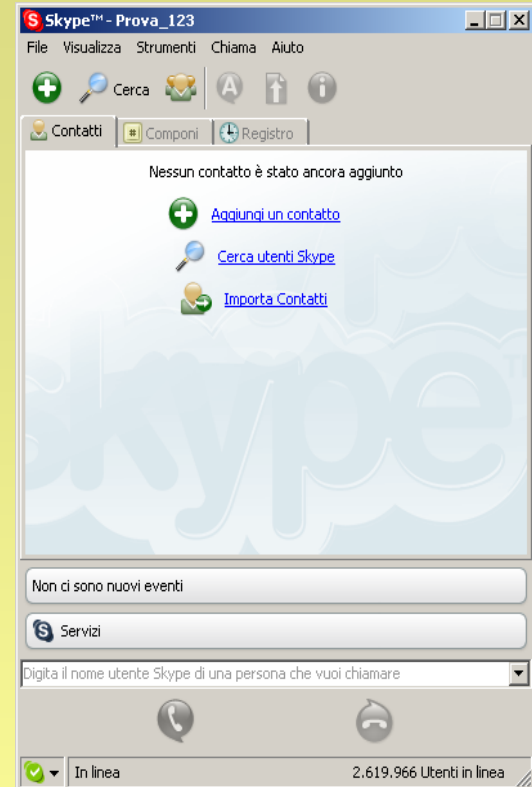 Skype™ - Prova_123
File Visualizza Strumenti Chiama Aiuto
Cerca
Contatti Componi Registro
Nessun contatto è stato ancora aggiunto
Aggiungi un contatto
Cerca utenti Skype
Importa Contatti
skype™
Non ci sono nuovi eventi
Servizi
Digita il nome utente Skype di una persona che vuoi chiamare
In linea 2.619.966 Utenti in linea